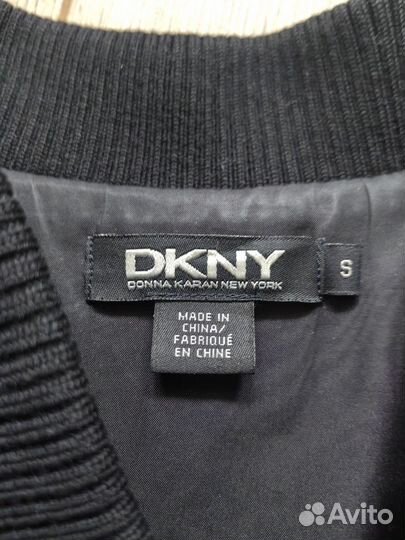 DKNY
DONNA KARAN NEW YORK
S
MADE IN
CHINA/
FABRIQUÉ
EN CHINE
Avito